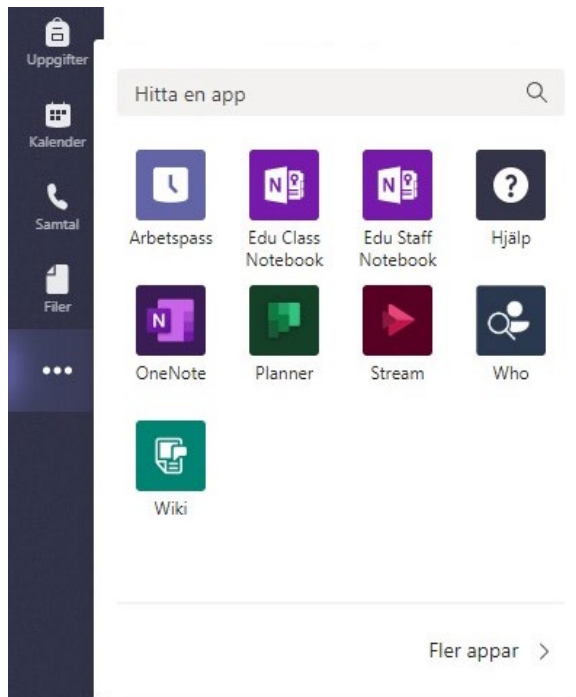 Uppgifter
Kalender
Samtal
Filer
Hitta en app
Arbetspass
Edu Class
Notebook
Edu Staff
Notebook
Hjälp
OneNote
Planner
Stream
Who
Wiki
Fler appar